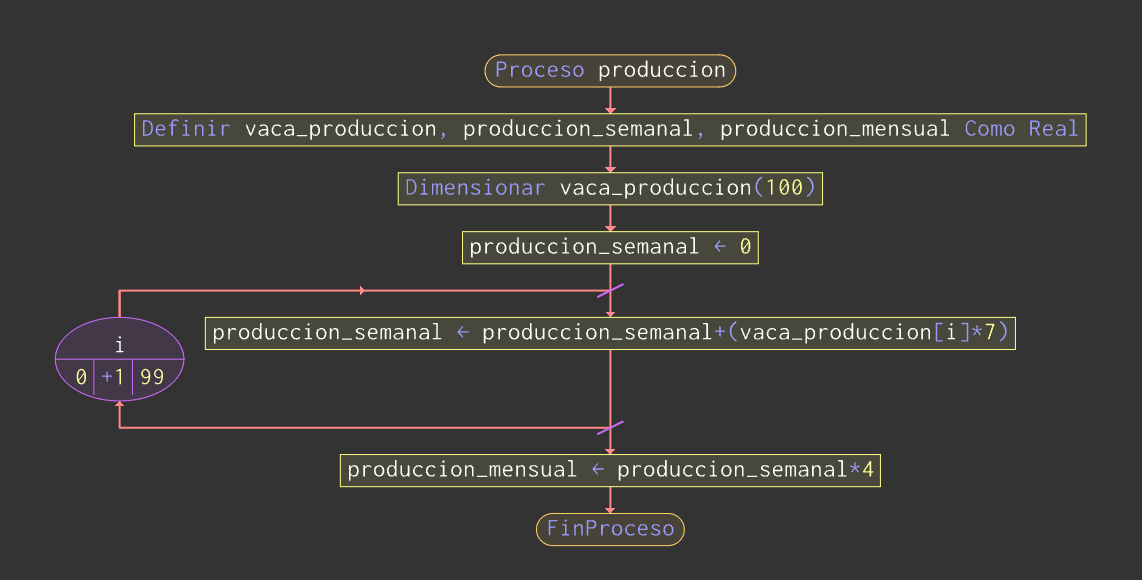 Proceso produccion
Definir vaca_produccion, produccion_semanal, produccion_mensual Como Real
Dimensionar vaca_produccion(100)
produccion_semanal ← 0
produccion_semanal ← produccion_semanal+(vaca_produccion[i]*7)
i
0 +1 99
produccion_mensual ← produccion_semanal*4
FinProceso